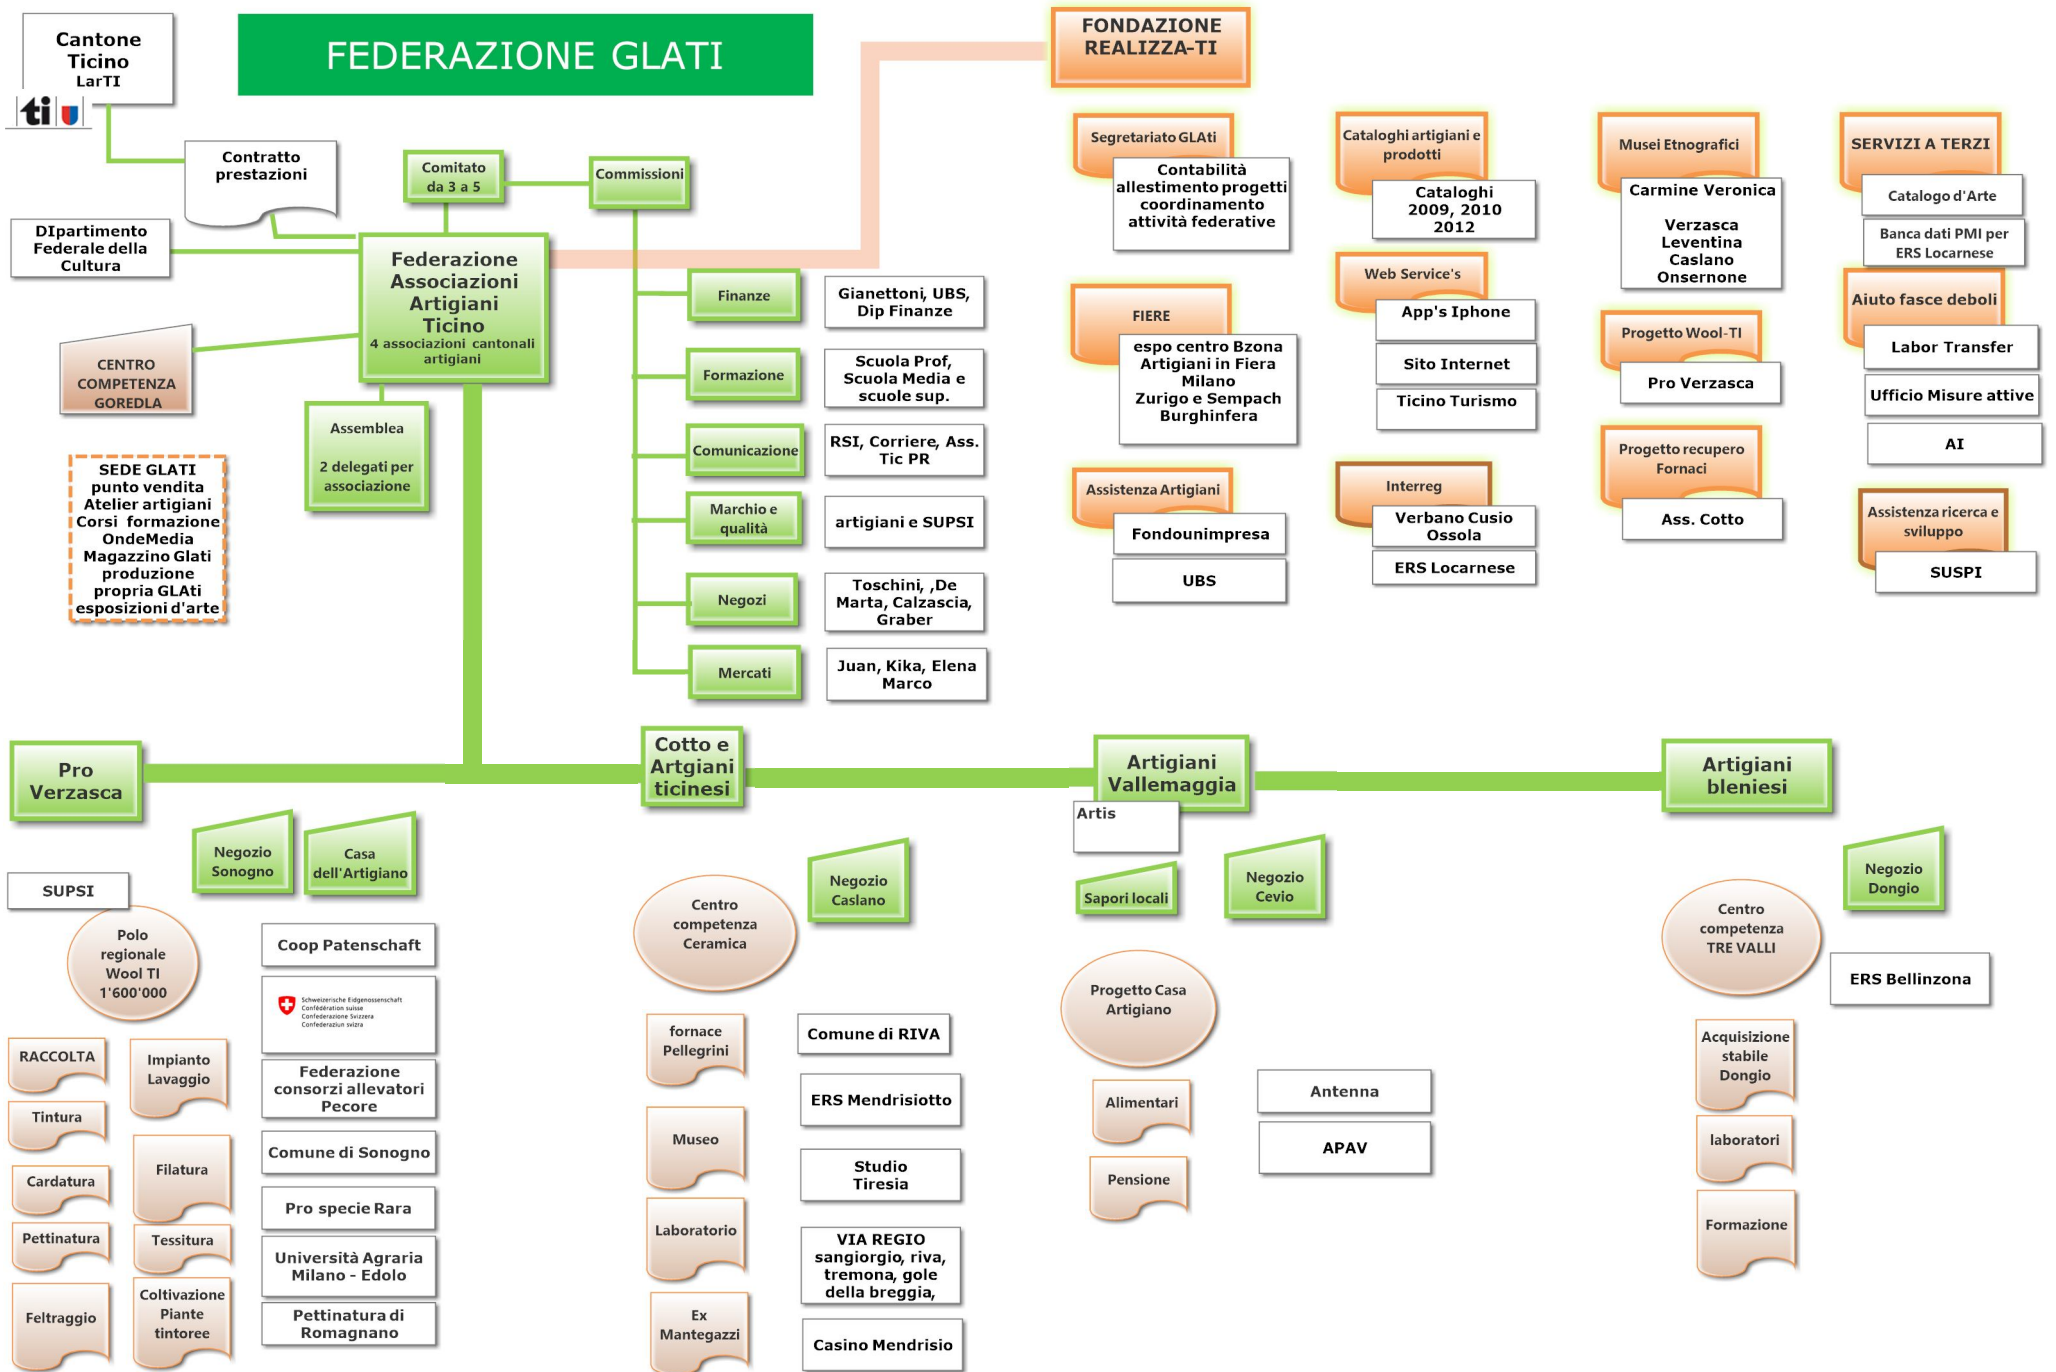 Cantone
Ticino
LarTI
ti
FEDERAZIONE GLATI
FONDAZIONE
REALIZZA-TI
Contratto
prestazioni
DIpartimento
Federale della
Cultura
Comitato
da 3 a 5
Commissioni
Federazione
Associazioni
Artigiani
Ticino
4 associazioni cantonali
artigiani
CENTRO
COMPETENZA
GOREDLA
Assemblea
2 delegati per
associazione
SEDE GLATI
punto vendita
Atelier artigiani
Corsi formazione
OndeMedia
Magazzino Glati
produzione
propria GLAti
esposizioni d'arte
Finanze
Gianettoni, UBS,
Dip Finanze
Formazione
Scuola Prof,
Scuola Media e
scuole sup.
Comunicazione
RSI, Corriere, Ass.
Tic PR
Marchio e
qualità
artigiani e SUPSI
Negozi
Toschini, ,De
Marta, Calzascia,
Graber
Mercati
Juan, Kika, Elena
Marco
Segretariato GLAti
Contabilità
allestimento progetti
coordinamento
attività federative
FIERE
espo centro Bzona
Artigiani in Fiera
Milano
Zurigo e Sempach
Burghinfera
Assistenza Artigiani
Fondounimpresa
UBS
Cataloghi artigiani e
prodotti
Cataloghi
2009, 2010
2012
Web Service's
App's Iphone
Sito Internet
Ticino Turismo
Interreg
Verbano Cusio
Ossola
ERS Locarnese
Musei Etnografici
Carmine Veronica
Verzasca
Leventina
Caslano
Onsernone
Progetto Wool-TI
Pro Verzasca
Progetto recupero
Fornaci
Ass. Cotto
SERVIZI A TERZI
Catalogo d'Arte
Banca dati PMI per
ERS Locarnese
Aiuto fasce deboli
Labor Transfer
Ufficio Misure attive
AI
Assistenza ricerca e
sviluppo
SUSPI
Pro
Verzasca
Cotto e
Artgiani
ticinesi
Artigiani
Vallemaggia
Artis
Artigiani
bleniesi
Negozio
Sonogno
Casa
dell'Artigiano
SUPSI
Polo
regionale
Wool TI
1'600'000
Coop Patenschaft
Schweizerische Eidgenossenschaft
Confédération suisse
Confederazione Svizzera
Confederaziun svizra
Federazione
consorzi allevatori
Pecore
Comune di Sonogno
Pro specie Rara
Università Agraria
Milano - Edolo
Pettinatura di
Romagnano
RACCOLTA
Impianto
Lavaggio
Tintura
Filatura
Cardatura
Pettinatura
Tessitura
Feltraggio
Coltivazione
Piante
tintoree
Negozio
Caslano
Centro
competenza
Ceramica
fornace
Pellegrini
Museo
Laboratorio
Ex
Mantegazzi
Comune di RIVA
ERS Mendrisiotto
Studio
Tiresia
VIA REGIO
sangiorgio, riva,
tremona, gole
della breggia,
Casino Mendrisio
Sapori locali
Negozio
Cevio
Progetto Casa
Artigiano
Alimentari
Pensione
Antenna
APAV
Negozio
Dongio
Centro
competenza
TRE VALLI
ERS Bellinzona
Acquisizione
stabile
Dongio
laboratori
Formazione